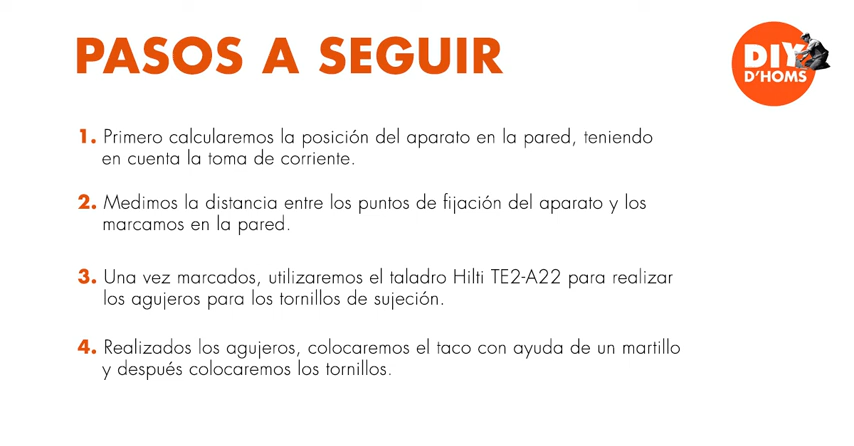 PASOS A SEGUIR
DIY
D'HOMS
1. Primero calcularemos la posición del aparato en la pared, teniendo
en cuenta la toma de corriente.
2. Medimos la distancia entre los puntos de fijación del aparato y los
marcamos en la pared.
3. Una vez marcados, utilizaremos el taladro Hilti TE2-A22 para realizar
los agujeros para los tornillos de sujeción.
4. Realizados los agujeros, colocaremos el taco con ayuda de un martillo
y después colocaremos los tornillos.